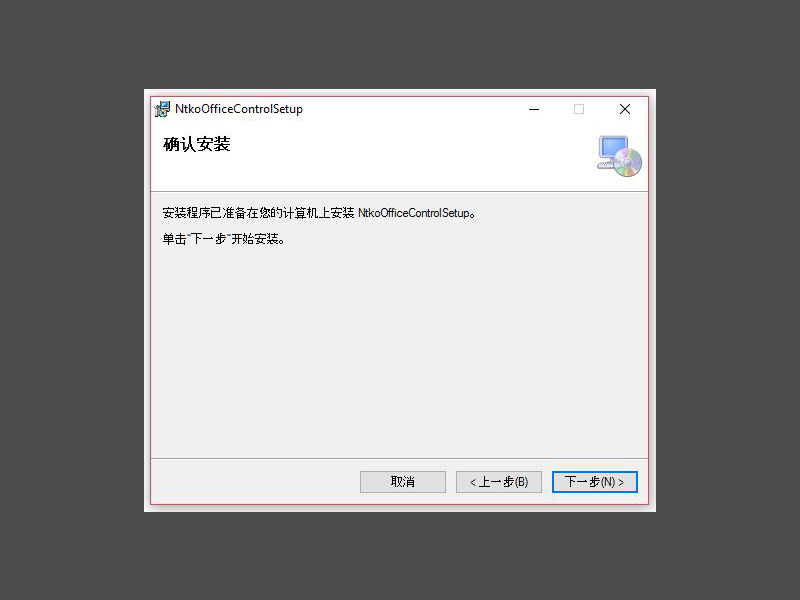 NtkoOfficeControlSetup
确认安装
安装程序已准备在您的计算机上安装 NtkoOfficeControlSetup。
单击"下一步"开始安装。
取消
< 上一步(B)
下一步(N) >